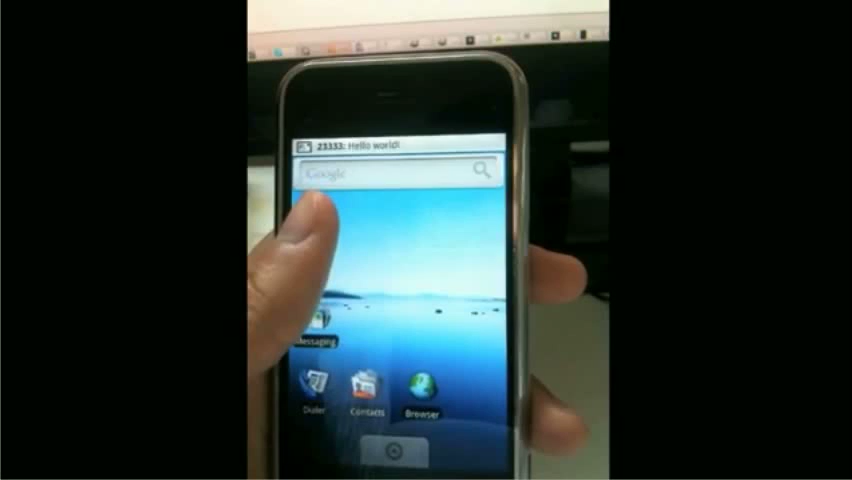 23333: Hello world!
Google
Messaging
Dialer
Contacts
Browser